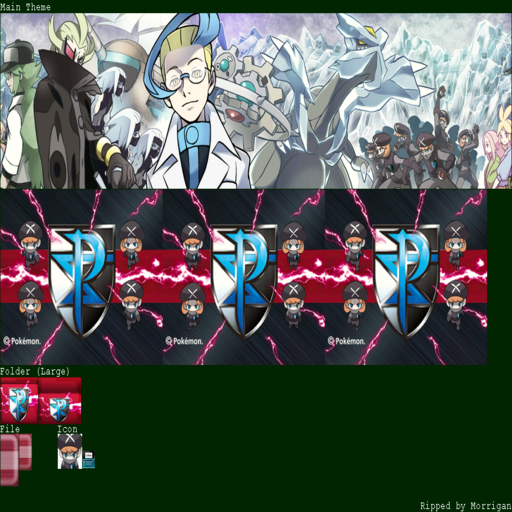 Main Theme
©Pokémon.
©Pokémon.
©Pokémon.
Folder (Large)
File
Icon
Ripped by Morrigan